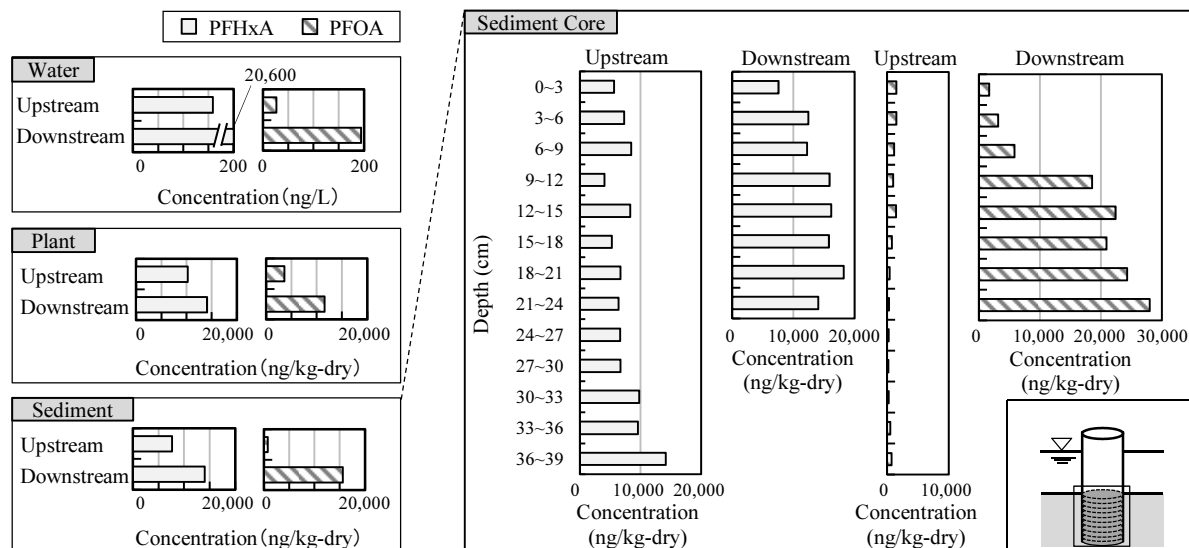 PFHxA PFOA
Water
20,600
Upstream
Downstream
0 200 0 200
Concentration (ng/L)
Plant
Upstream
Downstream
0 20,000 0 20,000
Concentration (ng/kg-dry)
Sediment
Upstream
Downstream
0 20,000 0 20,000
Concentration (ng/kg-dry)
Sediment Core
Upstream Downstream Upstream Downstream
Depth (cm)
0~3
3~6
6~9
9~12
12~15
15~18
18~21
21~24
24~27
27~30
30~33
33~36
36~39
0 10,000 20,000
Concentration
(ng/kg-dry)
0 10,000 20,000
Concentration
(ng/kg-dry)
0 10,000
Concentration
(ng/kg-dry)
0 10,000 20,000 30,000
Concentration
(ng/kg-dry)